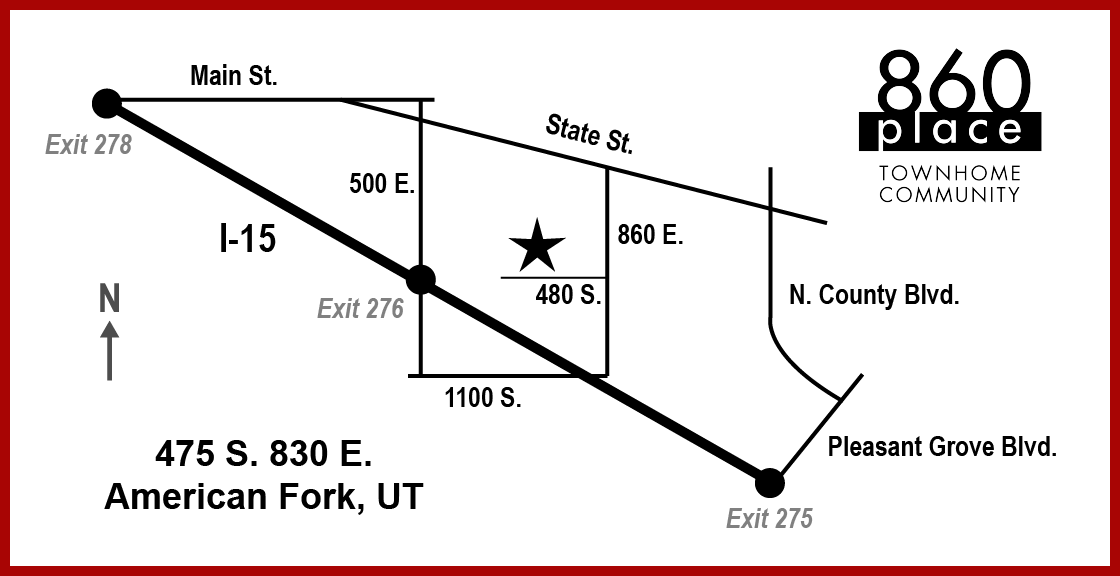 860
place
TOWNHOME
COMMUNITY
Main St.
State St.
Exit 278
500 E.
860 E.
I-15
480 S.
N. County Blvd.
N
Exit 276
1100 S.
Pleasant Grove Blvd.
475 S. 830 E.
American Fork, UT
Exit 275